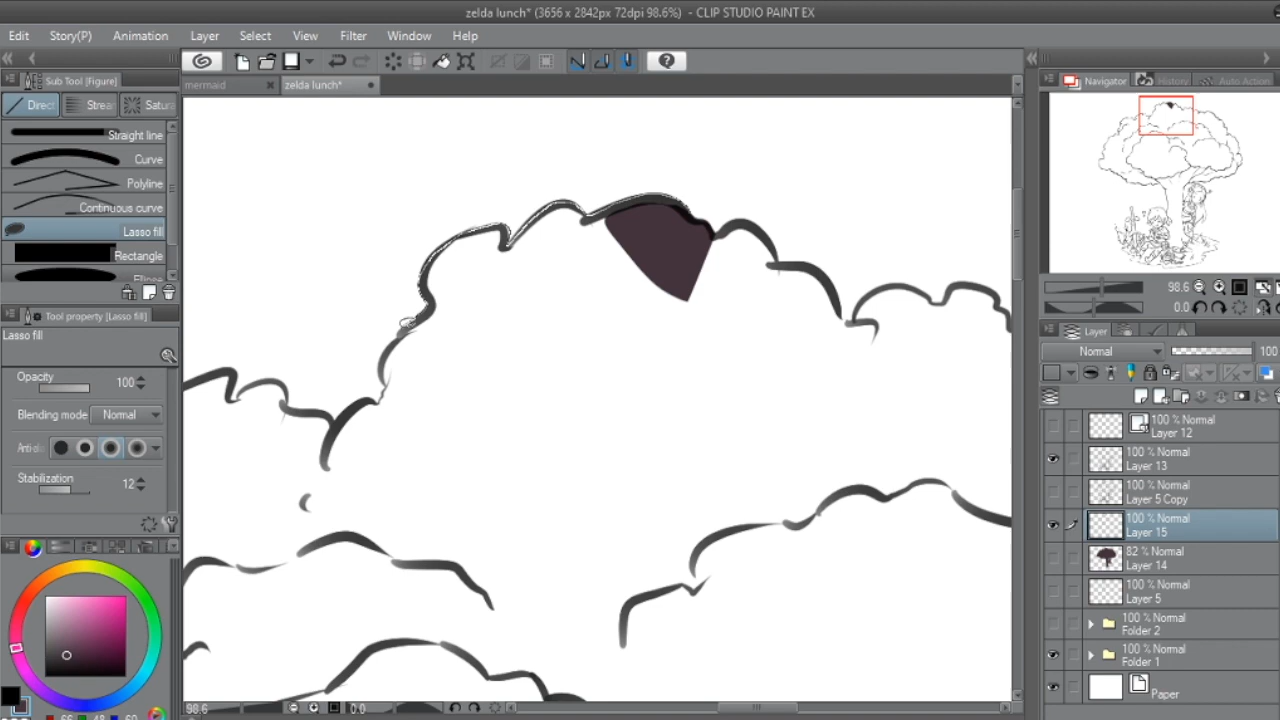 zelda lunch* (3656 x 2842px 72dpi 98.6%) - CLIP STUDIO PAINT EX
Edit Story(P) Animation Layer Select View Filter Window Help
Sub Tool [Figure]
mermaid
zelda lunch*
Navigator
History
Auto Action
Direc
Strea
Satura
Straight line
Curve
Polyline
Continuous curve
Lasso fill
Rectangle
Tool property [Lasso fill]
Lasso fill
Opacity 100
Blending mode Normal
Stabilization 12
98.6
0.0
Layer
Normal 100
100 % Normal
Layer 12
100 % Normal
Layer 13
100 % Normal
Layer 5 Copy
100 % Normal
Layer 15
82 % Normal
Layer 14
100 % Normal
Layer 5
100 % Normal
Folder 2
100 % Normal
Folder 1
Paper
98.6 0.0